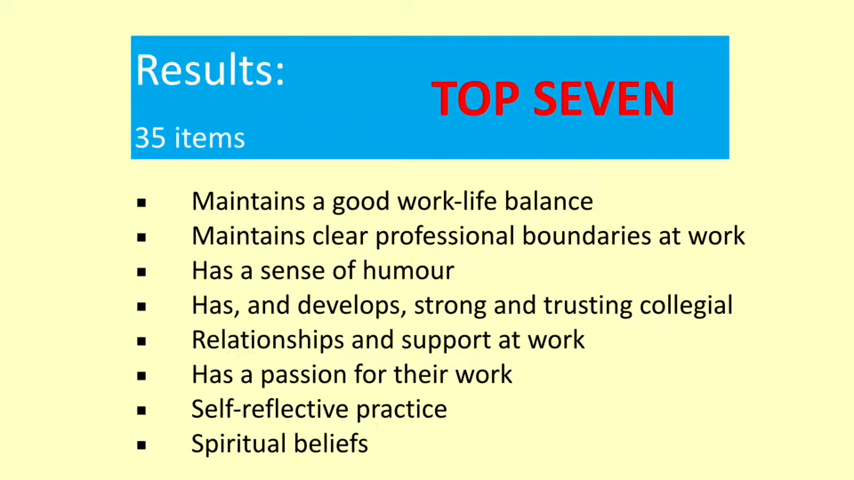 Results:
TOP SEVEN
35 items
▪ Maintains a good work-life balance
▪ Maintains clear professional boundaries at work
▪ Has a sense of humour
▪ Has, and develops, strong and trusting collegial
▪ Relationships and support at work
▪ Has a passion for their work
▪ Self-reflective practice
▪ Spiritual beliefs